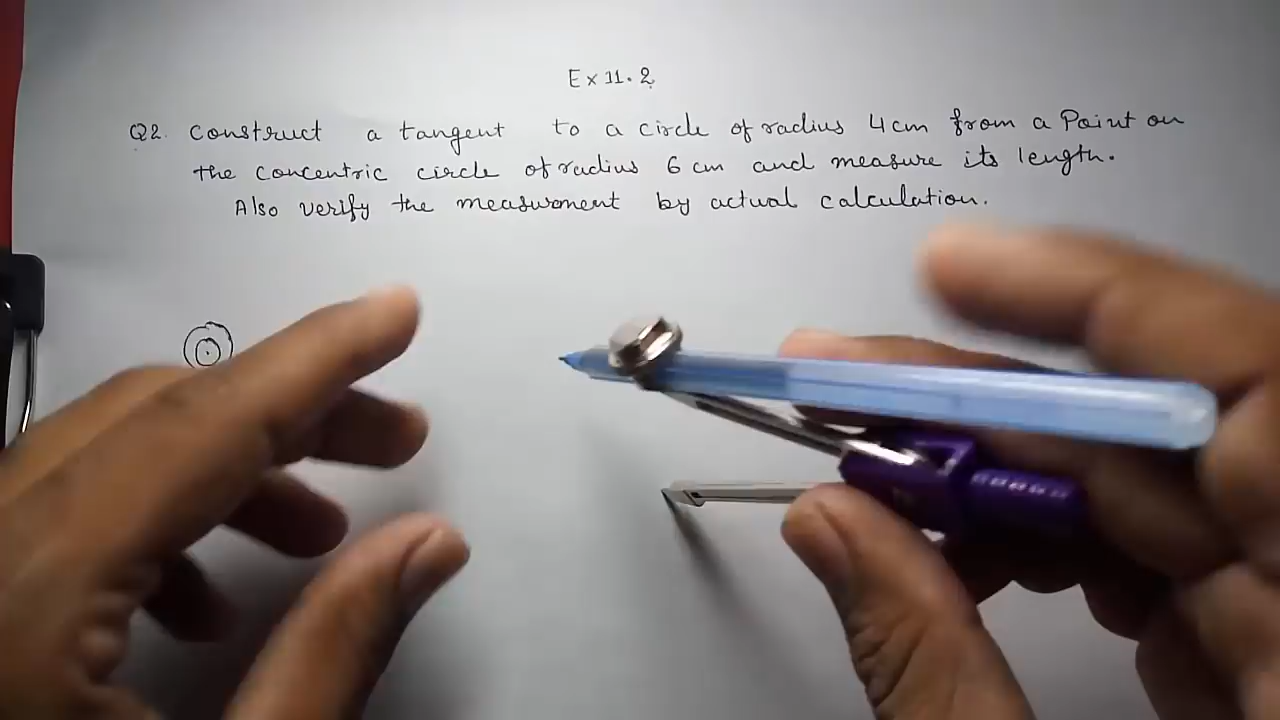 Ex 11.2
Q2. Construct a tangent to a circle of radius 4cm from a Point on
the concentric circle of radius 6 cm and measure its length.
Also verify the measurment by actual calculation.